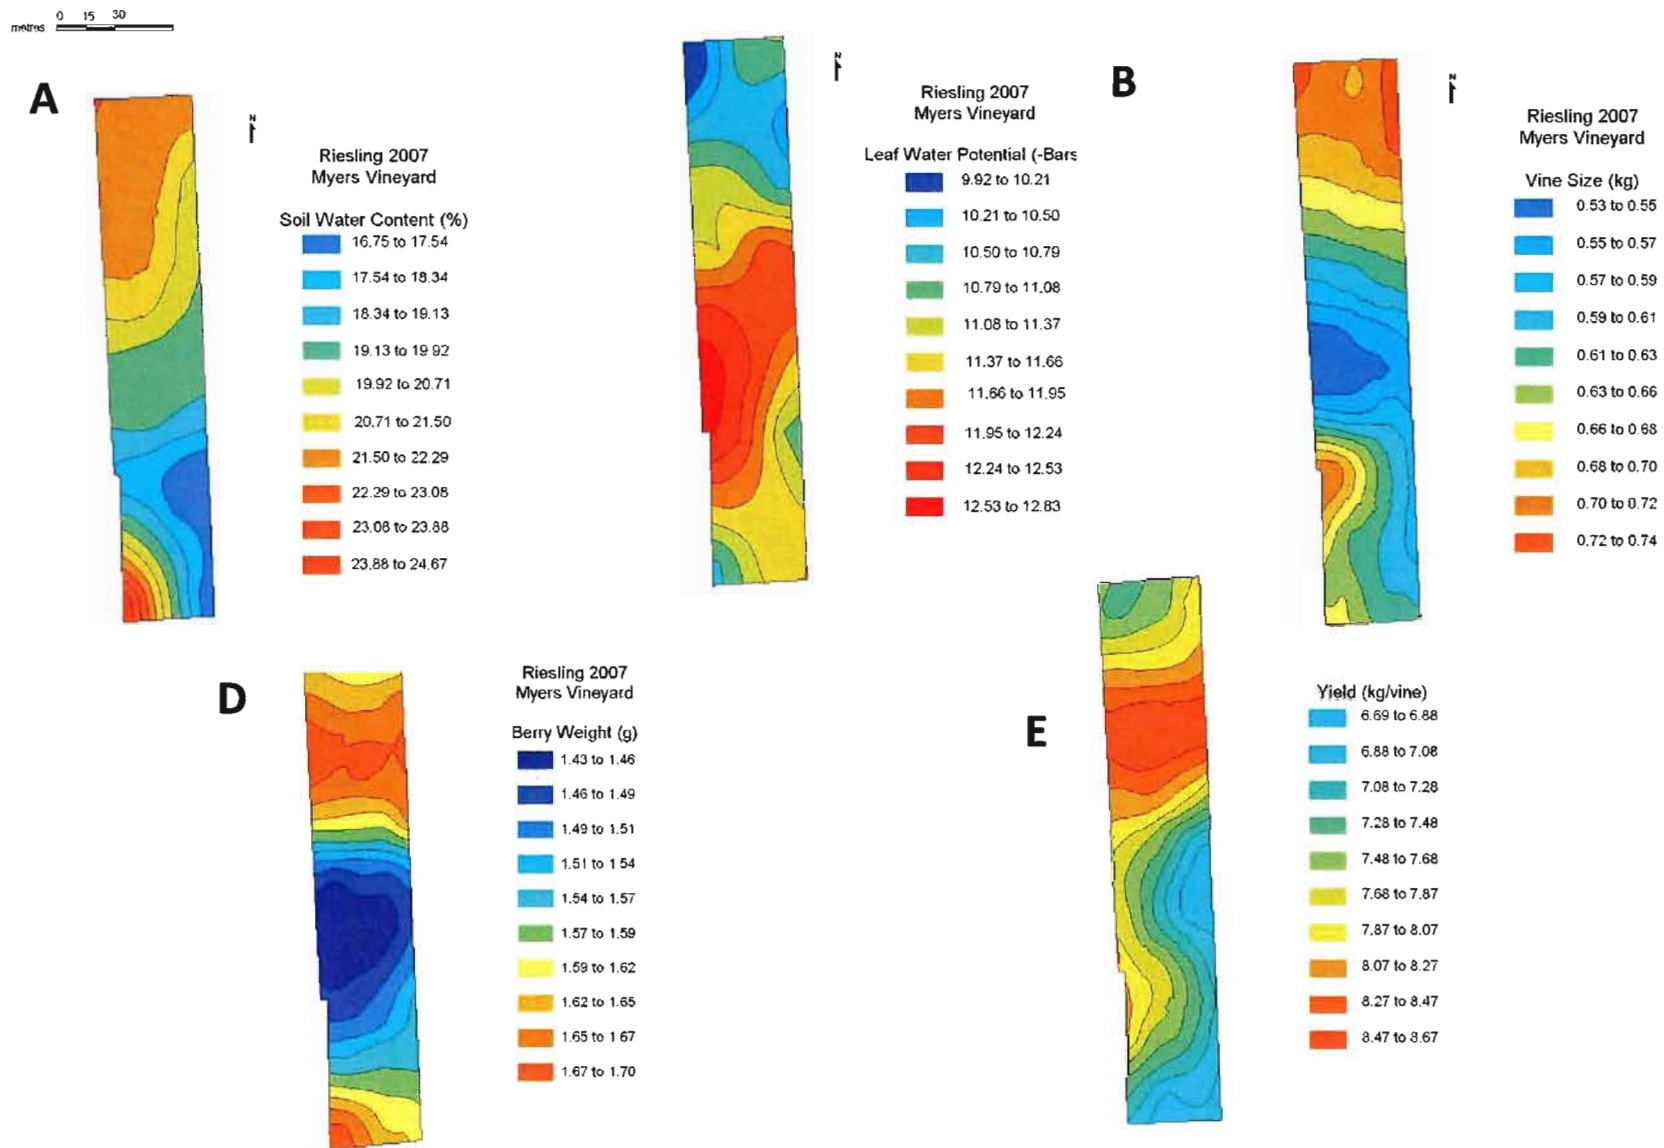 metres 0 15 30
A
N
Riesling 2007
Myers Vineyard
Soil Water Content (%)
16.75 to 17.54
17.54 to 18.34
18.34 to 19.13
19.13 to 19.92
19.92 to 20.71
20.71 to 21.50
21.50 to 22.29
22.29 to 23.08
23.08 to 23.88
23.88 to 24.67
N
Riesling 2007
Myers Vineyard
Leaf Water Potential (-Bars
9.92 to 10.21
10.21 to 10.50
10.50 to 10.79
10.79 to 11.08
11.08 to 11.37
11.37 to 11.66
11.66 to 11.95
11.95 to 12.24
12.24 to 12.53
12.53 to 12.83
B
N
Riesling 2007
Myers Vineyard
Vine Size (kg)
0.53 to 0.55
0.55 to 0.57
0.57 to 0.59
0.59 to 0.61
0.61 to 0.63
0.63 to 0.66
0.66 to 0.68
0.68 to 0.70
0.70 to 0.72
0.72 to 0.74
D
Riesling 2007
Myers Vineyard
Berry Weight (g)
1.43 to 1.46
1.46 to 1.49
1.49 to 1.51
1.51 to 1.54
1.54 to 1.57
1.57 to 1.59
1.59 to 1.62
1.62 to 1.65
1.65 to 1.67
1.67 to 1.70
E
Yield (kg/vine)
6.69 to 6.88
6.88 to 7.08
7.08 to 7.28
7.28 to 7.48
7.48 to 7.68
7.68 to 7.87
7.87 to 8.07
8.07 to 8.27
8.27 to 8.47
8.47 to 8.67